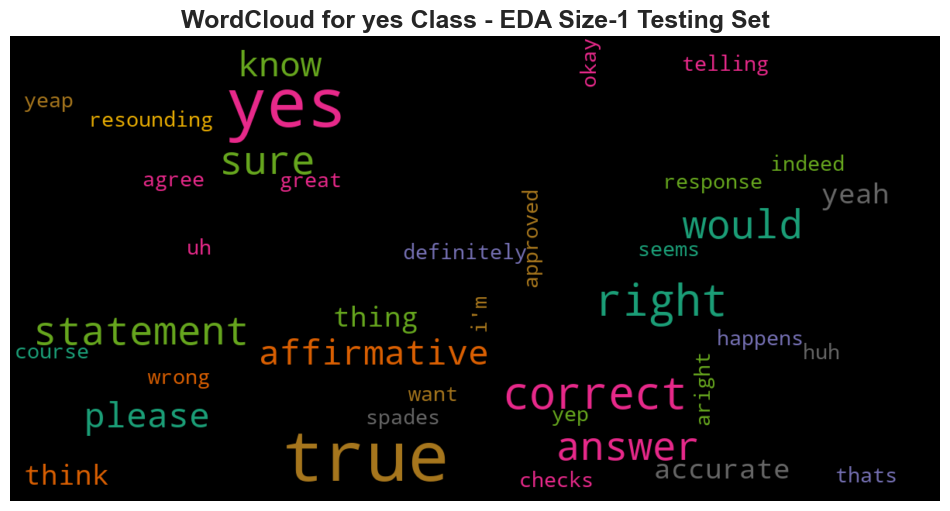 WordCloud for yes Class - EDA Size-1 Testing Set
okay
know
telling
yes
yeap
resounding
sure
indeed
agree
great
response
yeah
approved
would
uh
definitely
seems
i'm
right
thing
statement
happens
course
affirmative
huh
aright
wrong
want
correct
please
spades
yep
true
answer
think
accurate
checks
thats